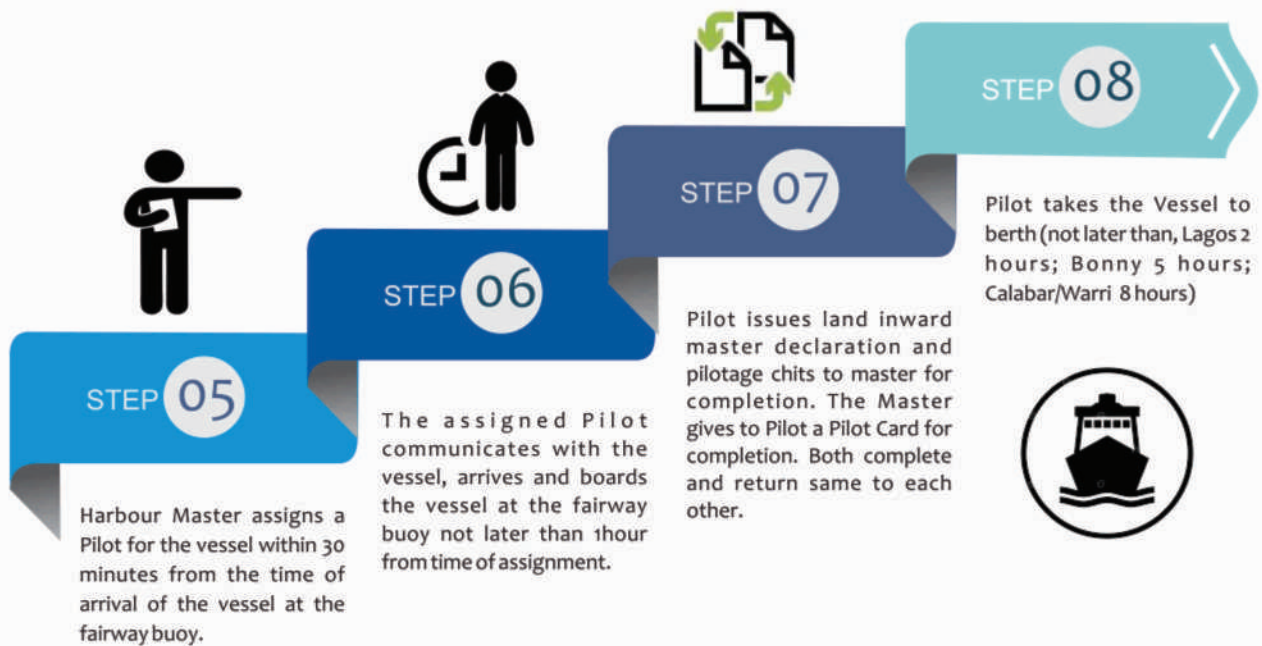 STEP 05
Harbour Master assigns a
Pilot for the vessel within 30
minutes from the time of
arrival of the vessel at the
fairway buoy.
STEP 06
The assigned Pilot
communicates with the
vessel, arrives and boards
the vessel at the fairway
buoy not later than 1hour
from time of assignment.
STEP 07
Pilot issues land inward
master declaration and
pilotage chits to master for
completion. The Master
gives to Pilot a Pilot Card for
completion. Both complete
and return same to each
other.
STEP 08
Pilot takes the Vessel to
berth (not later than, Lagos 2
hours; Bonny 5 hours;
Calabar/Warri 8 hours)